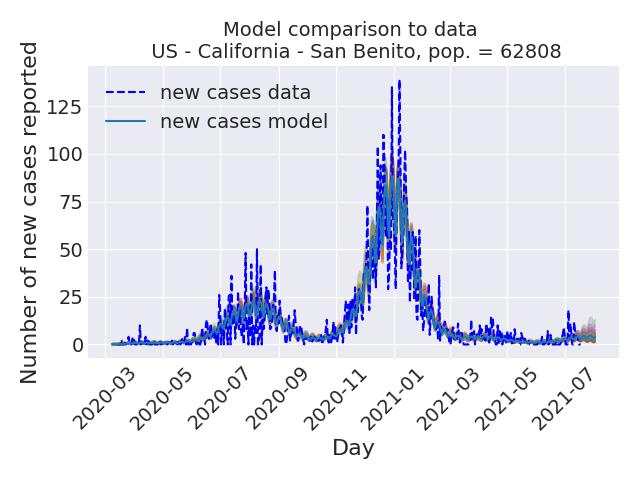 Model comparison to data
US - California - San Benito, pop. = 62808
Number of new cases reported
new cases data
new cases model
125
100
75
50
25
0
2020-03
2020-05
2020-07
2020-09
2020-11
2021-01
2021-03
2021-05
2021-07
Day